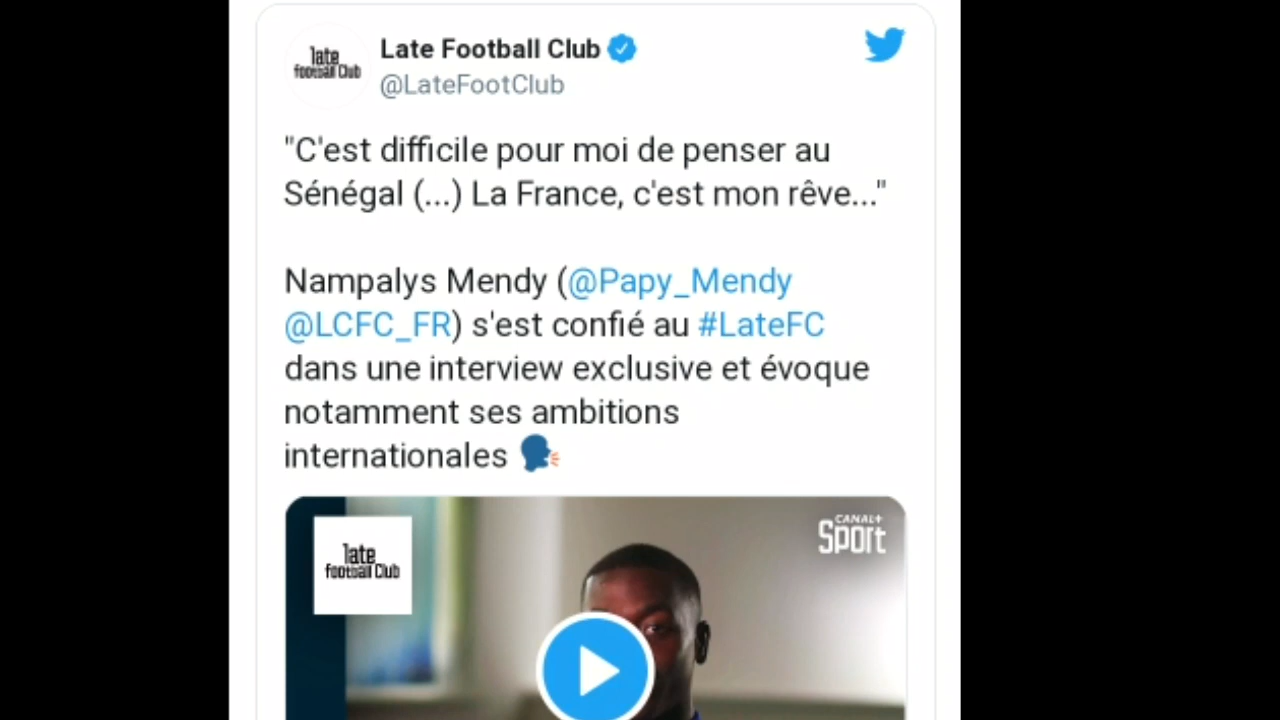 late
football Club
Late Football Club
@LateFootClub
"C'est difficile pour moi de penser au
Sénégal (...) La France, c'est mon rêve..."
Nampalys Mendy (@Papy_Mendy
@LCFC_FR) s'est confié au #LateFC
dans une interview exclusive et évoque
notamment ses ambitions
internationales
late
football Club
CANAL+
Sport